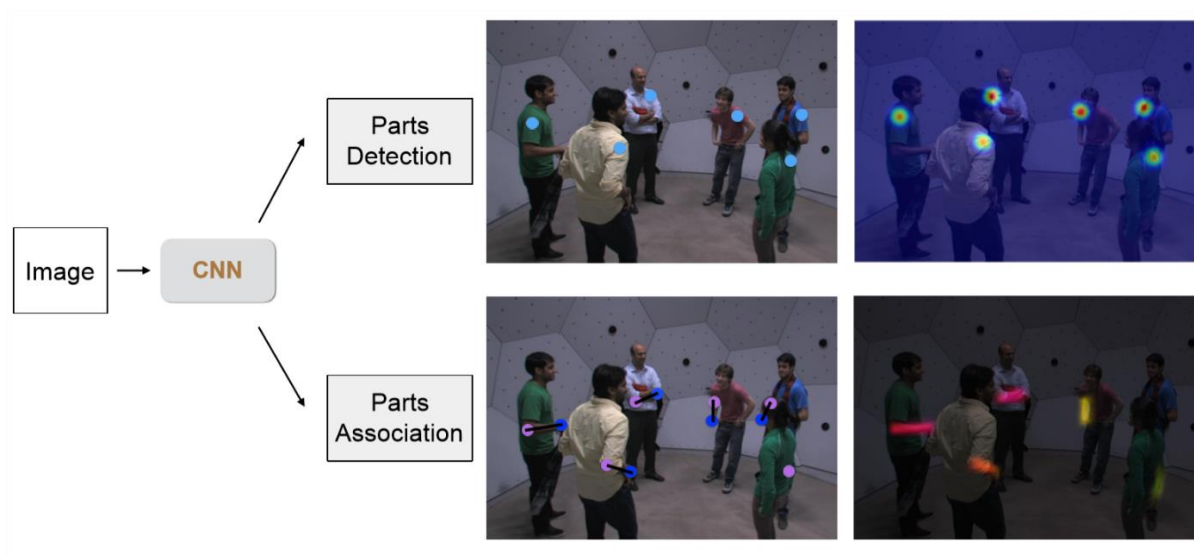 Parts
Detection
Image
CNN
Parts
Association